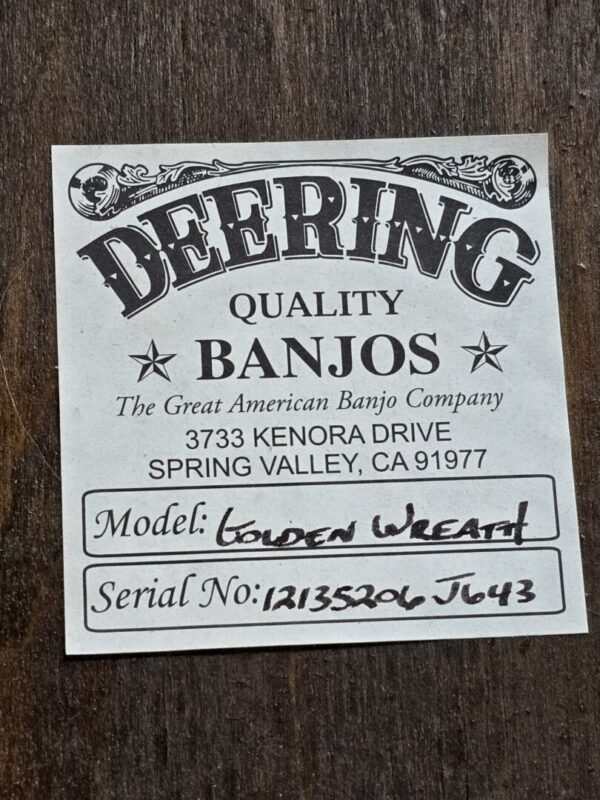 DEERING
QUALITY
BANJOS
The Great American Banjo Company
3733 KENORA DRIVE
SPRING VALLEY, CA 91977
Model: GOLDEN WREATH
Serial No: 12135206 J643